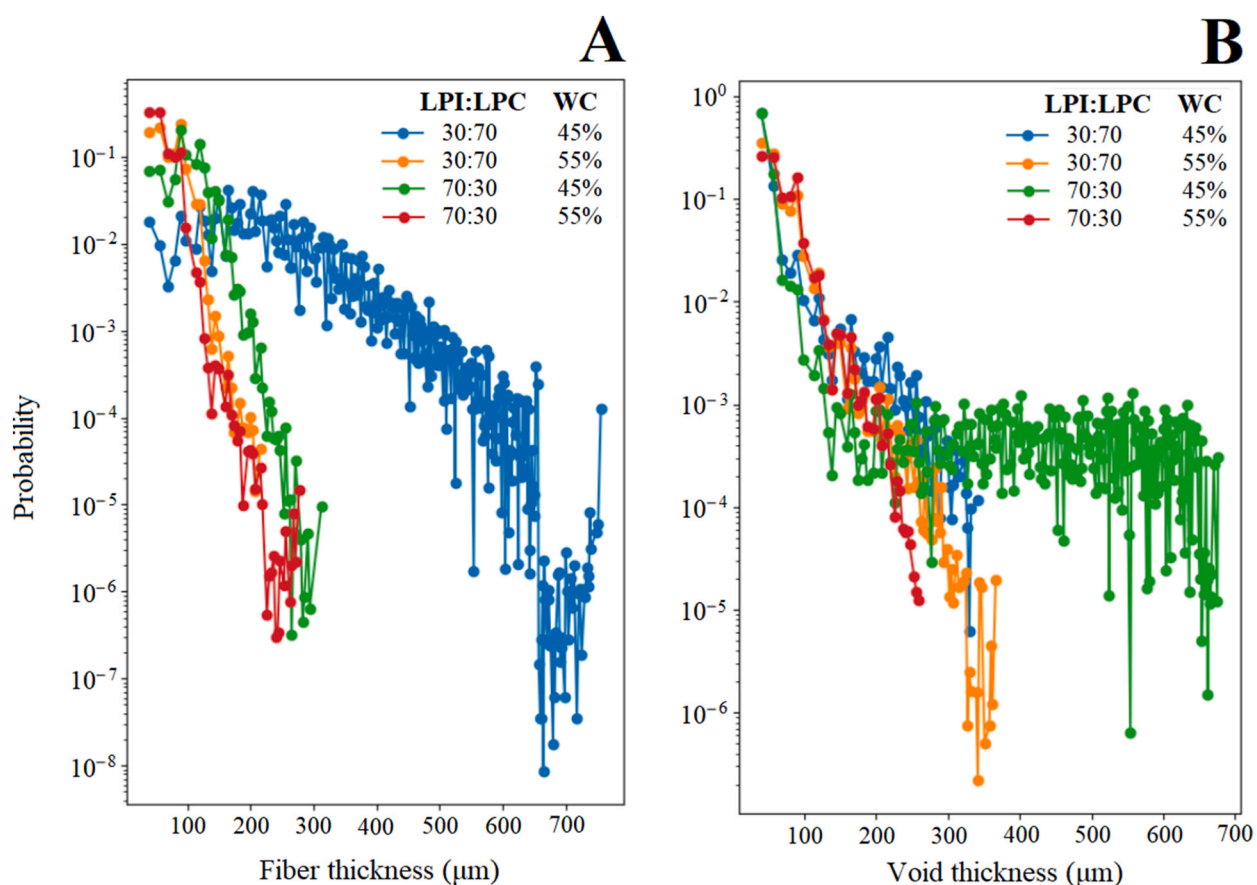 A
LPI:LPC WC
30:70 45%
30:70 55%
70:30 45%
70:30 55%
10⁻¹
10⁻²
10⁻³
10⁻⁴
10⁻⁵
10⁻⁶
10⁻⁷
10⁻⁸
Probability
100 200 300 400 500 600 700
Fiber thickness (μm)
B
LPI:LPC WC
30:70 45%
30:70 55%
70:30 45%
70:30 55%
10⁰
10⁻¹
10⁻²
10⁻³
10⁻⁴
10⁻⁵
10⁻⁶
100 200 300 400 500 600 700
Void thickness (μm)